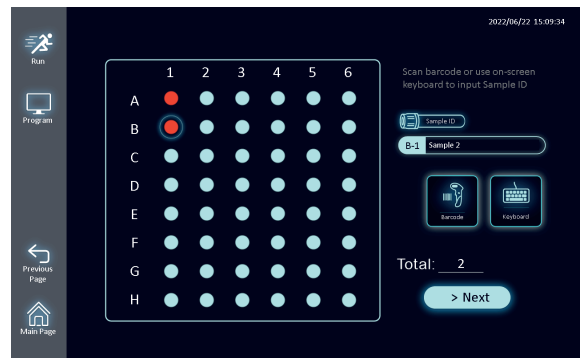 2022/06/22 15:09:34
Run
Program
Previous
Page
Main Page
1 2 3 4 5 6
A
B
C
D
E
F
G
H
Scan barcode or use on-screen
keyboard to input Sample ID
Sample ID
B-1 Sample 2
Barcode
Keyboard
Total: 2
> Next